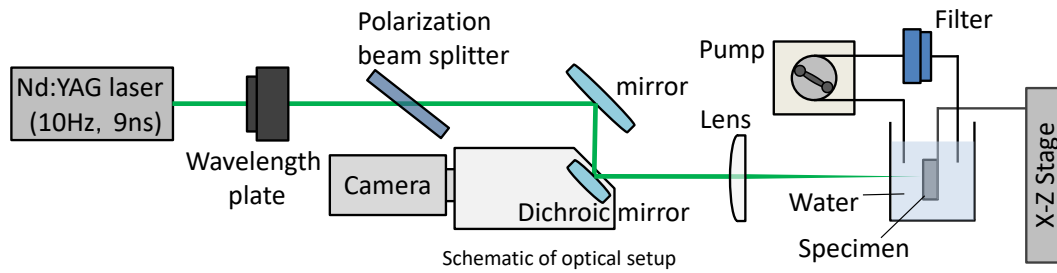 Nd:YAG laser
(10Hz, 9ns)
Wavelength
plate
Polarization
beam splitter
Camera
mirror
Dichroic mirror
Lens
Pump
Filter
Water
Specimen
X-Z Stage
Schematic of optical setup